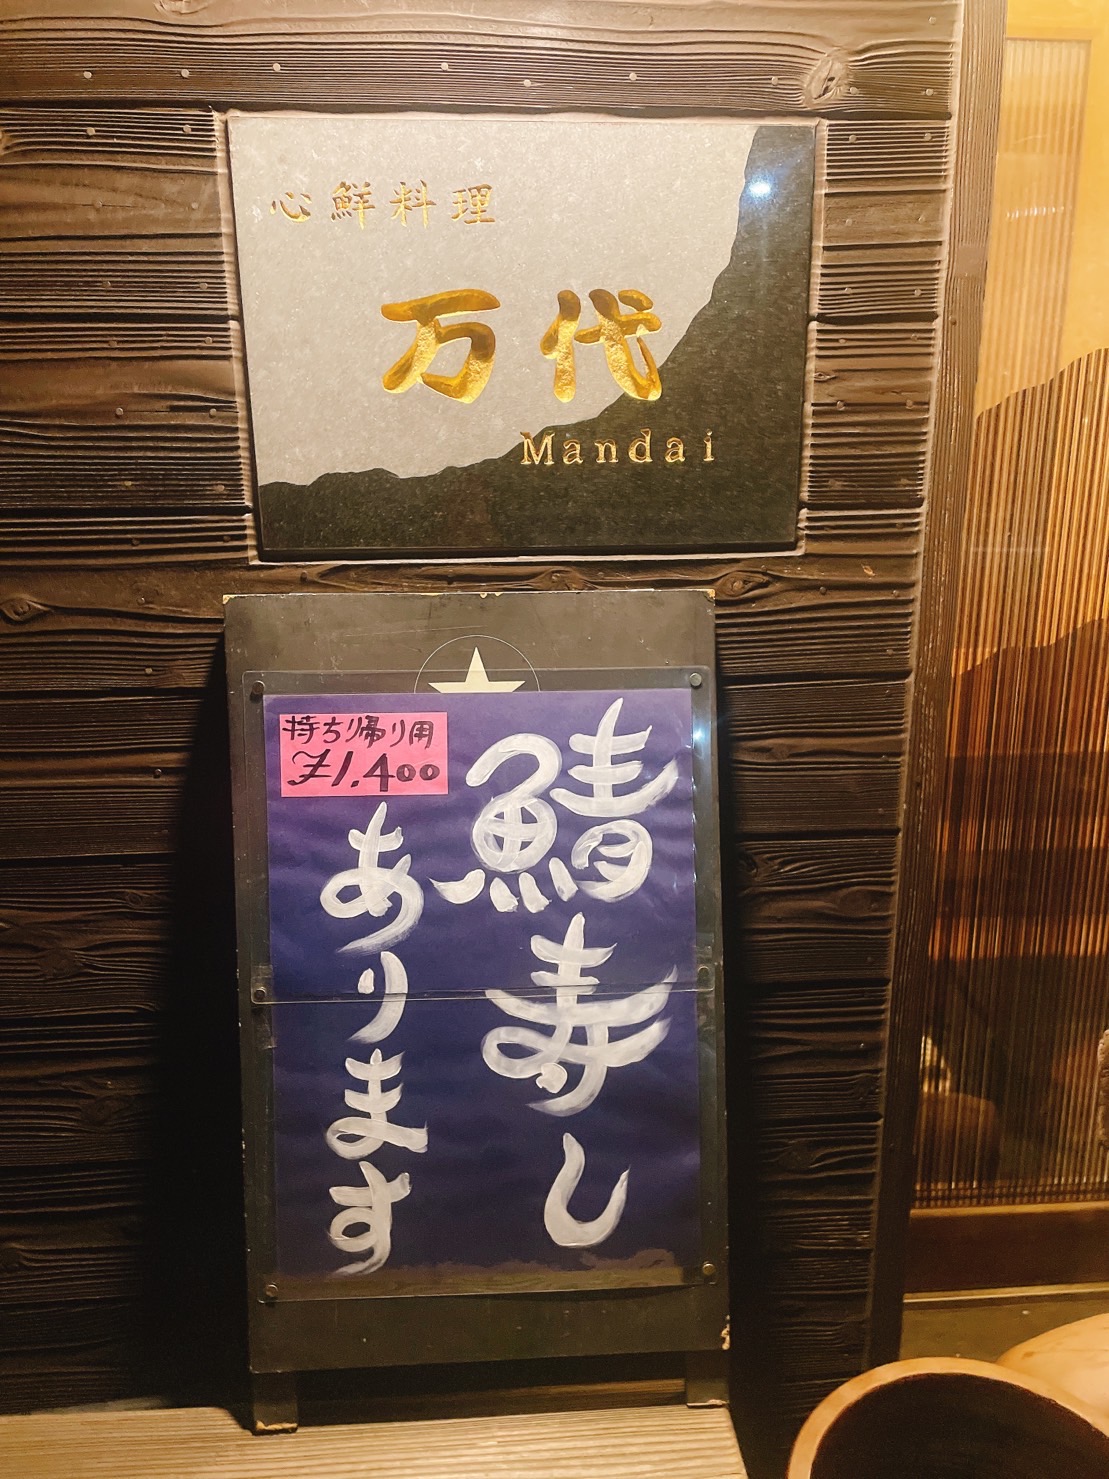 心鮮料理
万代
Mandai
持ち帰り用
¥1,400
鯖寿し
あります